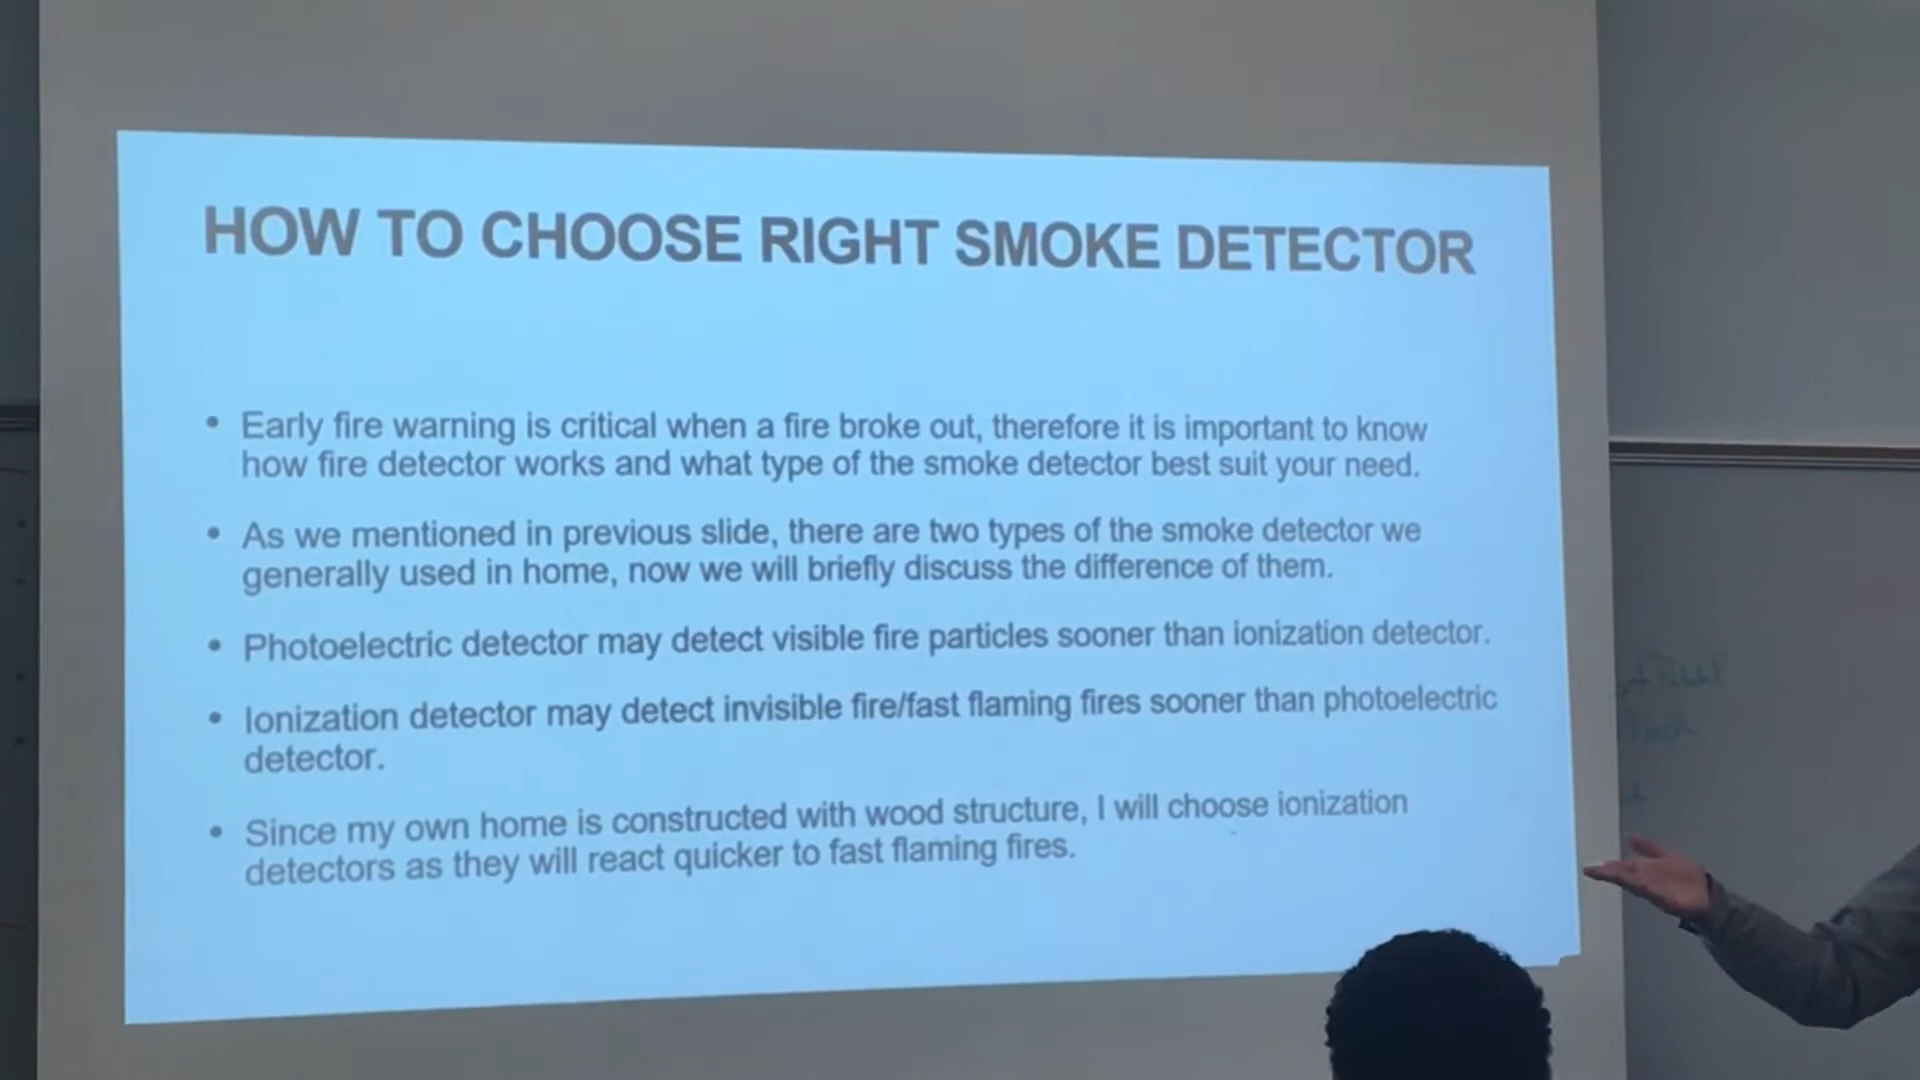 HOW TO CHOOSE RIGHT SMOKE DETECTOR
• Early fire warning is critical when a fire broke out, therefore it is important to know
how fire detector works and what type of the smoke detector best suit your need.
• As we mentioned in previous slide, there are two types of the smoke detector we
generally used in home, now we will briefly discuss the difference of them.
• Photoelectric detector may detect visible fire particles sooner than ionization detector.
• Ionization detector may detect invisible fire/fast flaming fires sooner than photoelectric
detector.
• Since my own home is constructed with wood structure, I will choose ionization
detectors as they will react quicker to fast flaming fires.